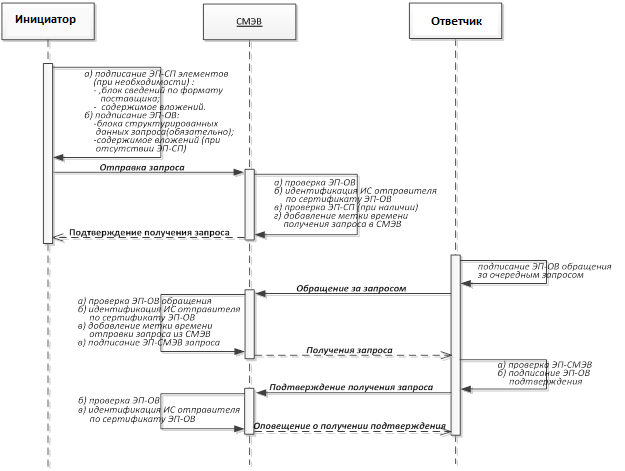 Инициатор
СМЭВ
Ответчик
а) подписание ЭП-СП элементов
(при необходимости) :
- ,блок сведений по формату
поставщика;
- содержимое вложений.
б) подписание ЭП-ОВ:
-блока структурированных
данных запроса(обязательно);
-содержимое вложений (при
отсутствии ЭП-СП)
Отправка запроса
а) проверка ЭП-ОВ
б) идентификация ИС отправителя
по сертификату ЭП-ОВ
в) проверка ЭП-СП (при наличии)
г) добавление метки времени
получения запроса в СМЭВ
Подтверждение получения запроса
подписание ЭП-ОВ обращения
за очередным запросом
Обращение за запросом
а) проверка ЭП-ОВ обращения
б) идентификация ИС отправителя
по сертификату ЭП-ОВ
в) добавление метки времени
отправки запроса из СМЭВ
в) подписание ЭП-СМЭВ запроса
Получения запроса
а) проверка ЭП-СМЭВ
б) подписание ЭП-ОВ
подтверждения
Подтверждение получения запроса
б) проверка ЭП-ОВ
в) идентификация ИС отправителя
по сертификату ЭП-ОВ
Оповещение о получении подтверждения